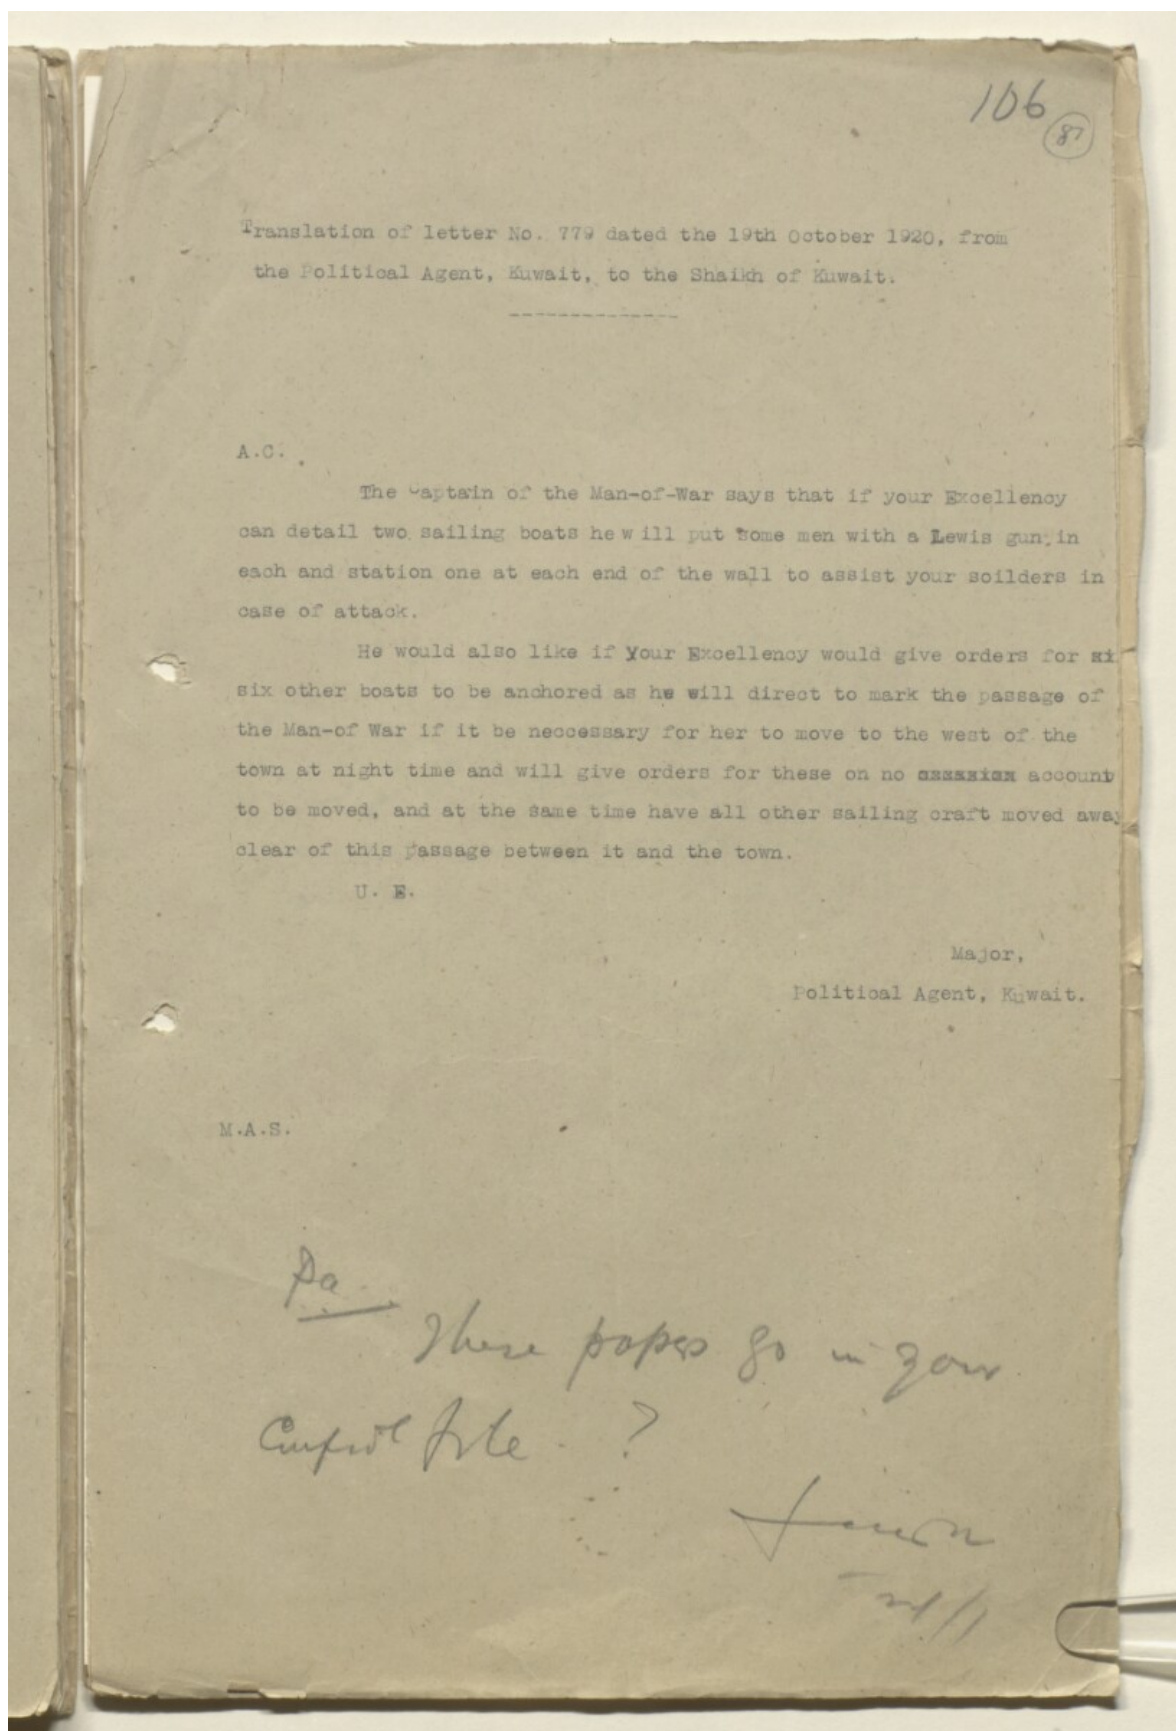 106
87
Translation of letter No. 779 dated the 19th October 1920, from
the Political Agent, Kuwait, to the Shaikh of Kuwait.
-------------
A.C.
The Captain of the Man-of-War says that if your Excellency
can detail two sailing boats he will put some men with a Lewis gun in
each and station one at each end of the wall to assist your soilders in
case of attack.
He would also like if Your Excellency would give orders for si
six other boats to be anchored as he will direct to mark the passage of
the Man-of War if it be neccessary for her to move to the west of the
town at night time and will give orders for these on no account
to be moved, and at the same time have all other sailing craft moved away
clear of this passage between it and the town.
U. E.
Major,
Political Agent, Kuwait.
M.A.S.
Pa
These papers go in your
Confdl file ?